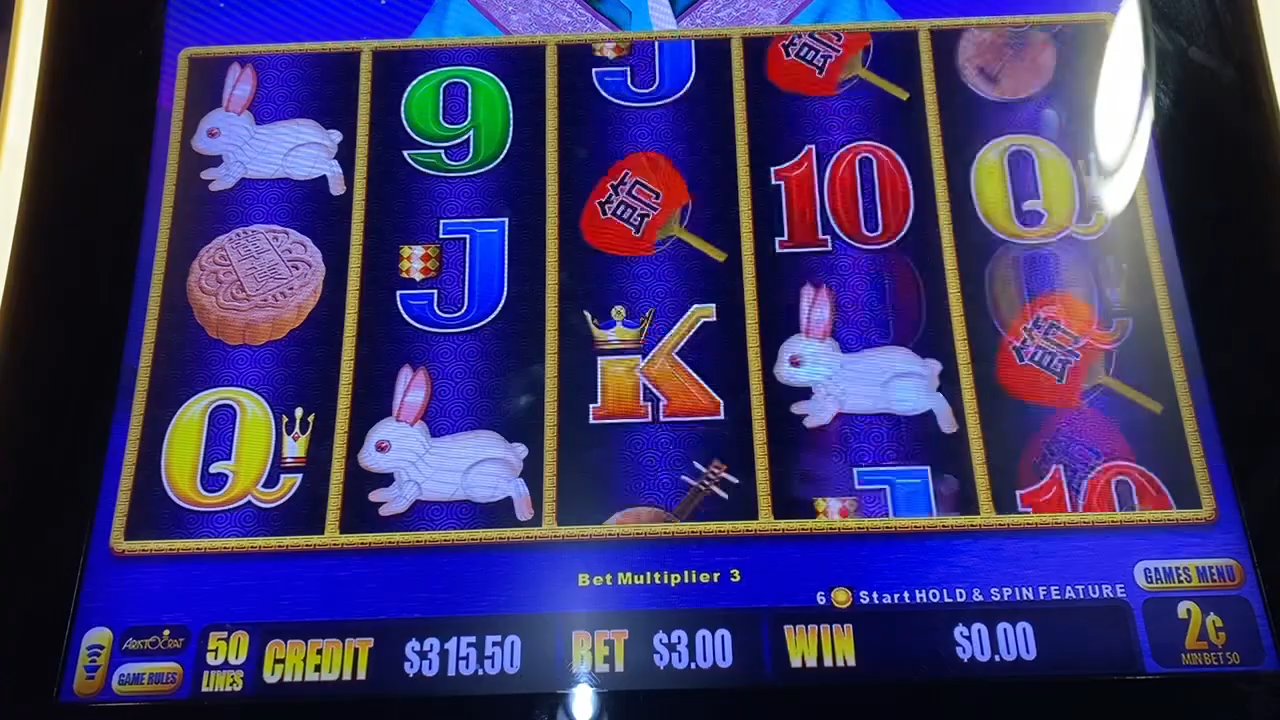 9
J
10
Q
J
K
Q
J
10
Bet Multiplier 3
6 Start HOLD & SPIN FEATURE
GAMES MENU
ARISTOCRAT
GAME RULES
50 LINES
CREDIT $315.50
BET $3.00
WIN $0.00
2¢
MIN BET 50